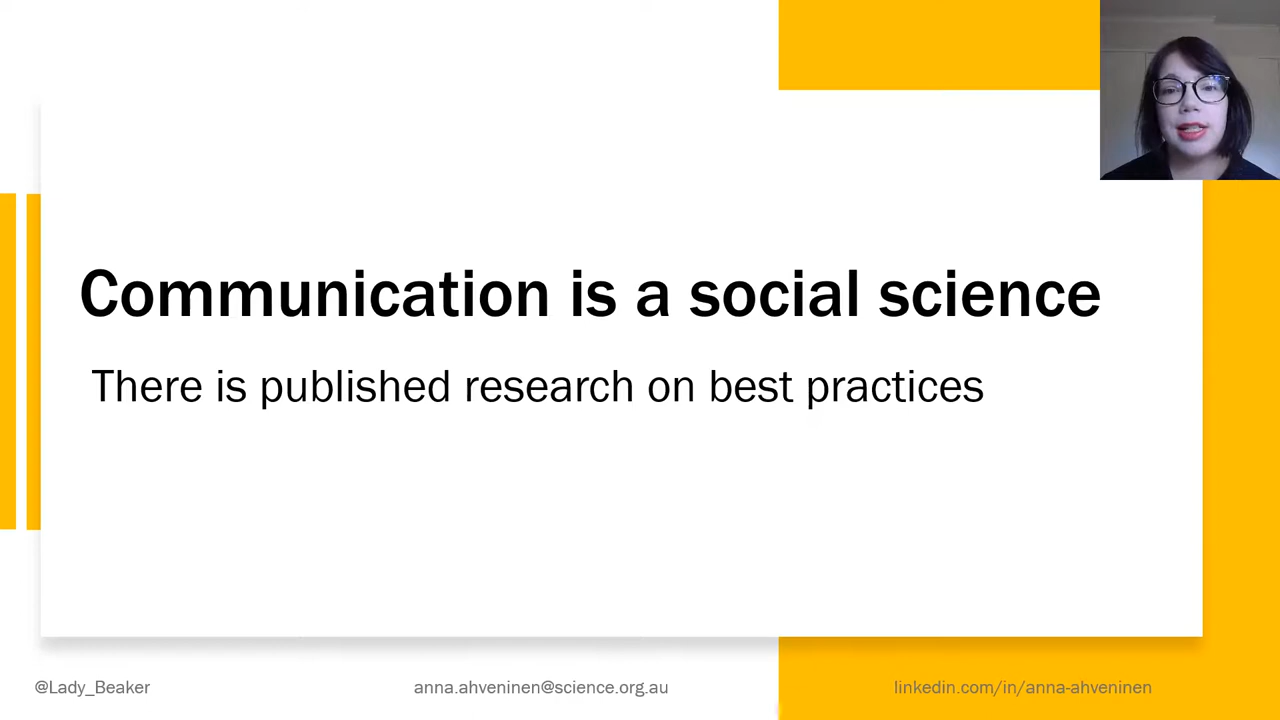 Communication is a social science
There is published research on best practices
@Lady_Beaker
anna.ahveninen@science.org.au
linkedin.com/in/anna-ahveninen